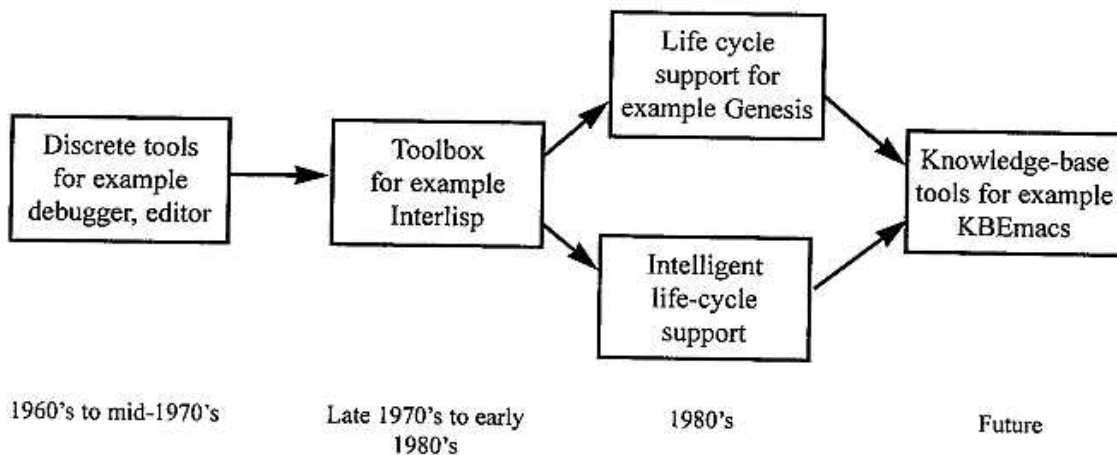 Discrete tools
for example
debugger, editor
Toolbox
for example
Interlisp
Life cycle
support for
example Genesis
Intelligent
life-cycle
support
Knowledge-base
tools for example
KBEmacs
1960's to mid-1970's
Late 1970's to early
1980's
1980's
Future